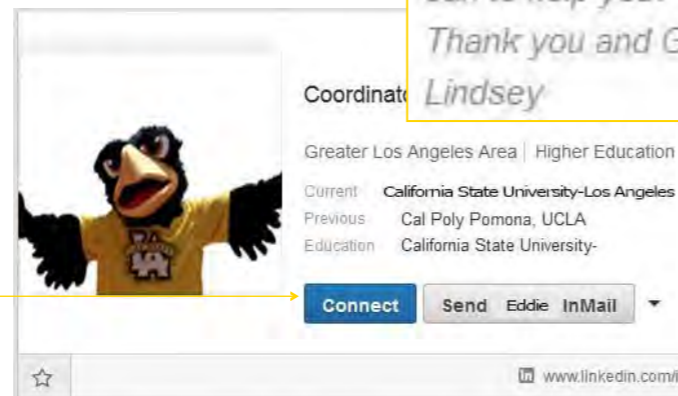 Thank you and G
Lindsey
Coordinato
Greater Los Angeles Area | Higher Education
Current California State University-Los Angeles
Previous Cal Poly Pomona, UCLA
Education California State University-
Connect Send Eddie InMail
www.linkedin.com/i